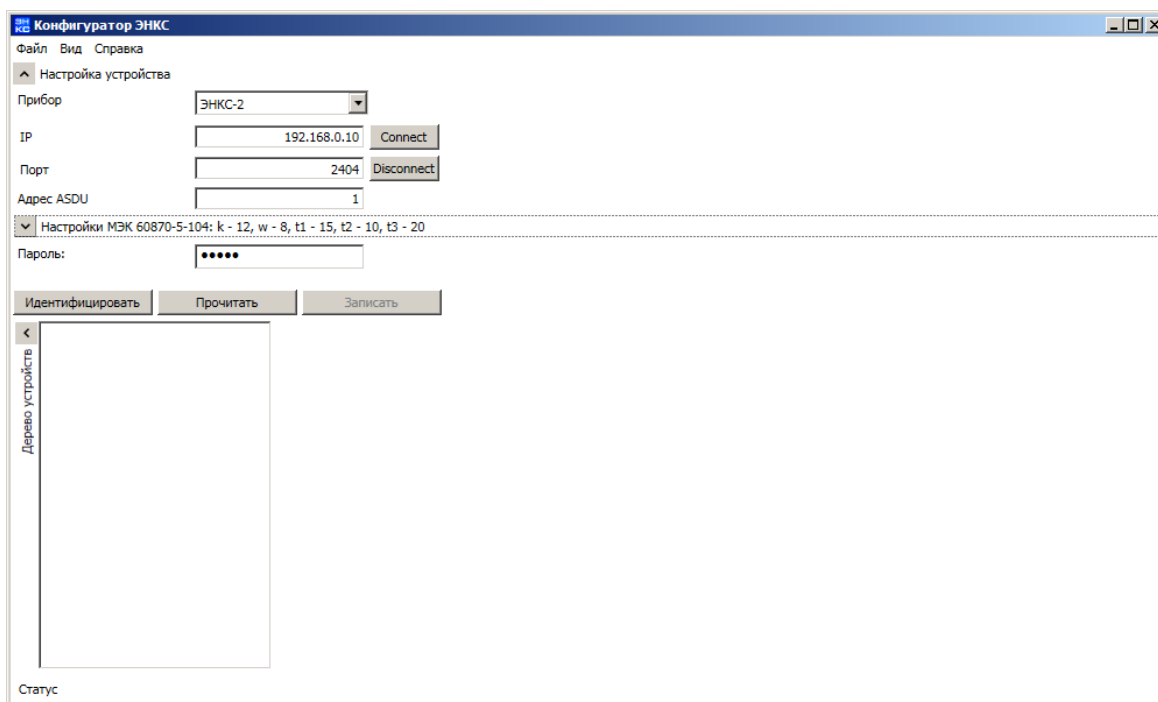 ЭН
КС Конфигуратор ЭНКС
Файл Вид Справка
Настройка устройства
Прибор ЭНКС-2
IP 192.168.0.10 Connect
Порт 2404 Disconnect
Адрес ASDU 1
Настройки МЭК 60870-5-104: k - 12, w - 8, t1 - 15, t2 - 10, t3 - 20
Пароль: •••••
Идентифицировать Прочитать Записать
Дерево устройств
Статус